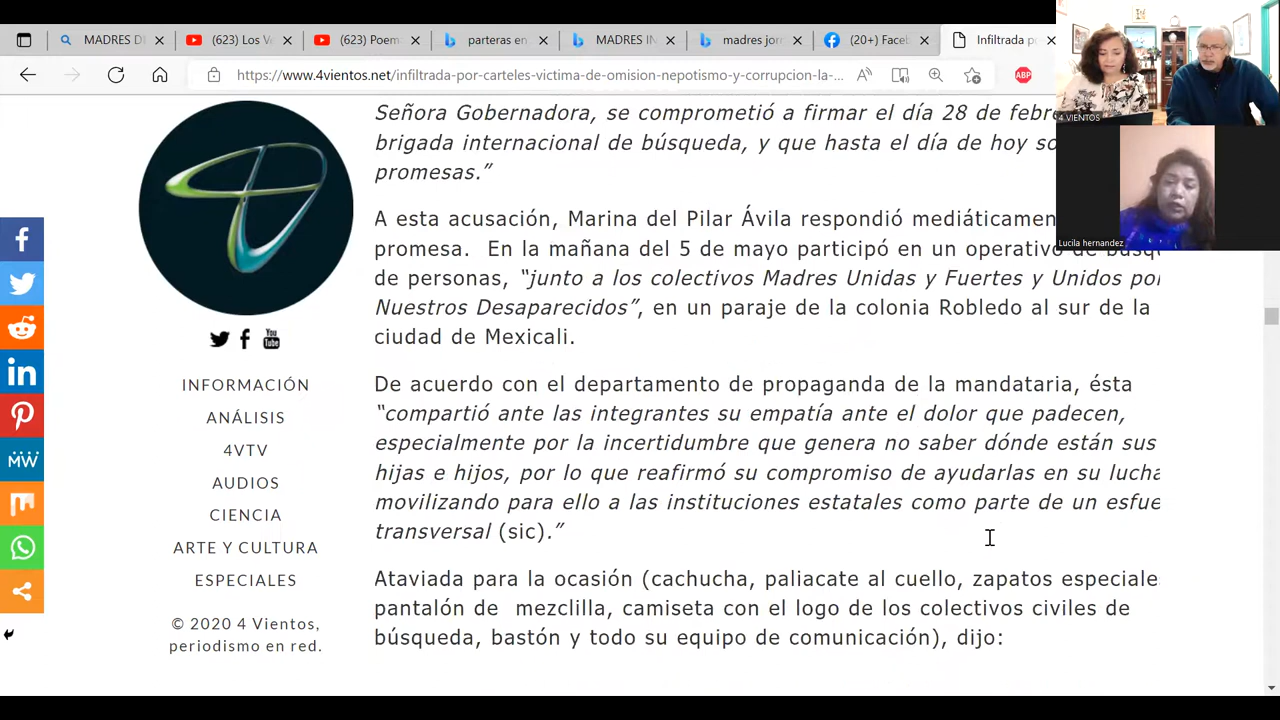 MADRES D
(623) Los V
(623) Poem
eras en
MADRES IN
madres jorn
(20+) Faceb
Infiltrada po
https://www.4vientos.net/infiltrada-por-carteles-victima-de-omision-nepotismo-y-corrupcion-la-...
ABP
4 VIENTOS
Lucila hernandez
Señora Gobernadora, se comprometió a firmar el día 28 de febre
brigada internacional de búsqueda, y que hasta el día de hoy so
promesas.”
A esta acusación, Marina del Pilar Ávila respondió mediáticamen
promesa. En la mañana del 5 de mayo participó en un operativo de búsqu
de personas, “junto a los colectivos Madres Unidas y Fuertes y Unidos por
Nuestros Desaparecidos”, en un paraje de la colonia Robledo al sur de la
ciudad de Mexicali.
De acuerdo con el departamento de propaganda de la mandataria, ésta
“compartió ante las integrantes su empatía ante el dolor que padecen,
especialmente por la incertidumbre que genera no saber dónde están sus
hijas e hijos, por lo que reafirmó su compromiso de ayudarlas en su lucha
movilizando para ello a las instituciones estatales como parte de un esfue
transversal (sic).”
Ataviada para la ocasión (cachucha, paliacate al cuello, zapatos especiale
pantalón de mezclilla, camiseta con el logo de los colectivos civiles de
búsqueda, bastón y todo su equipo de comunicación), dijo:
You
Tube
INFORMACIÓN
ANÁLISIS
4VTV
AUDIOS
CIENCIA
ARTE Y CULTURA
ESPECIALES
© 2020 4 Vientos,
periodismo en red.
MW